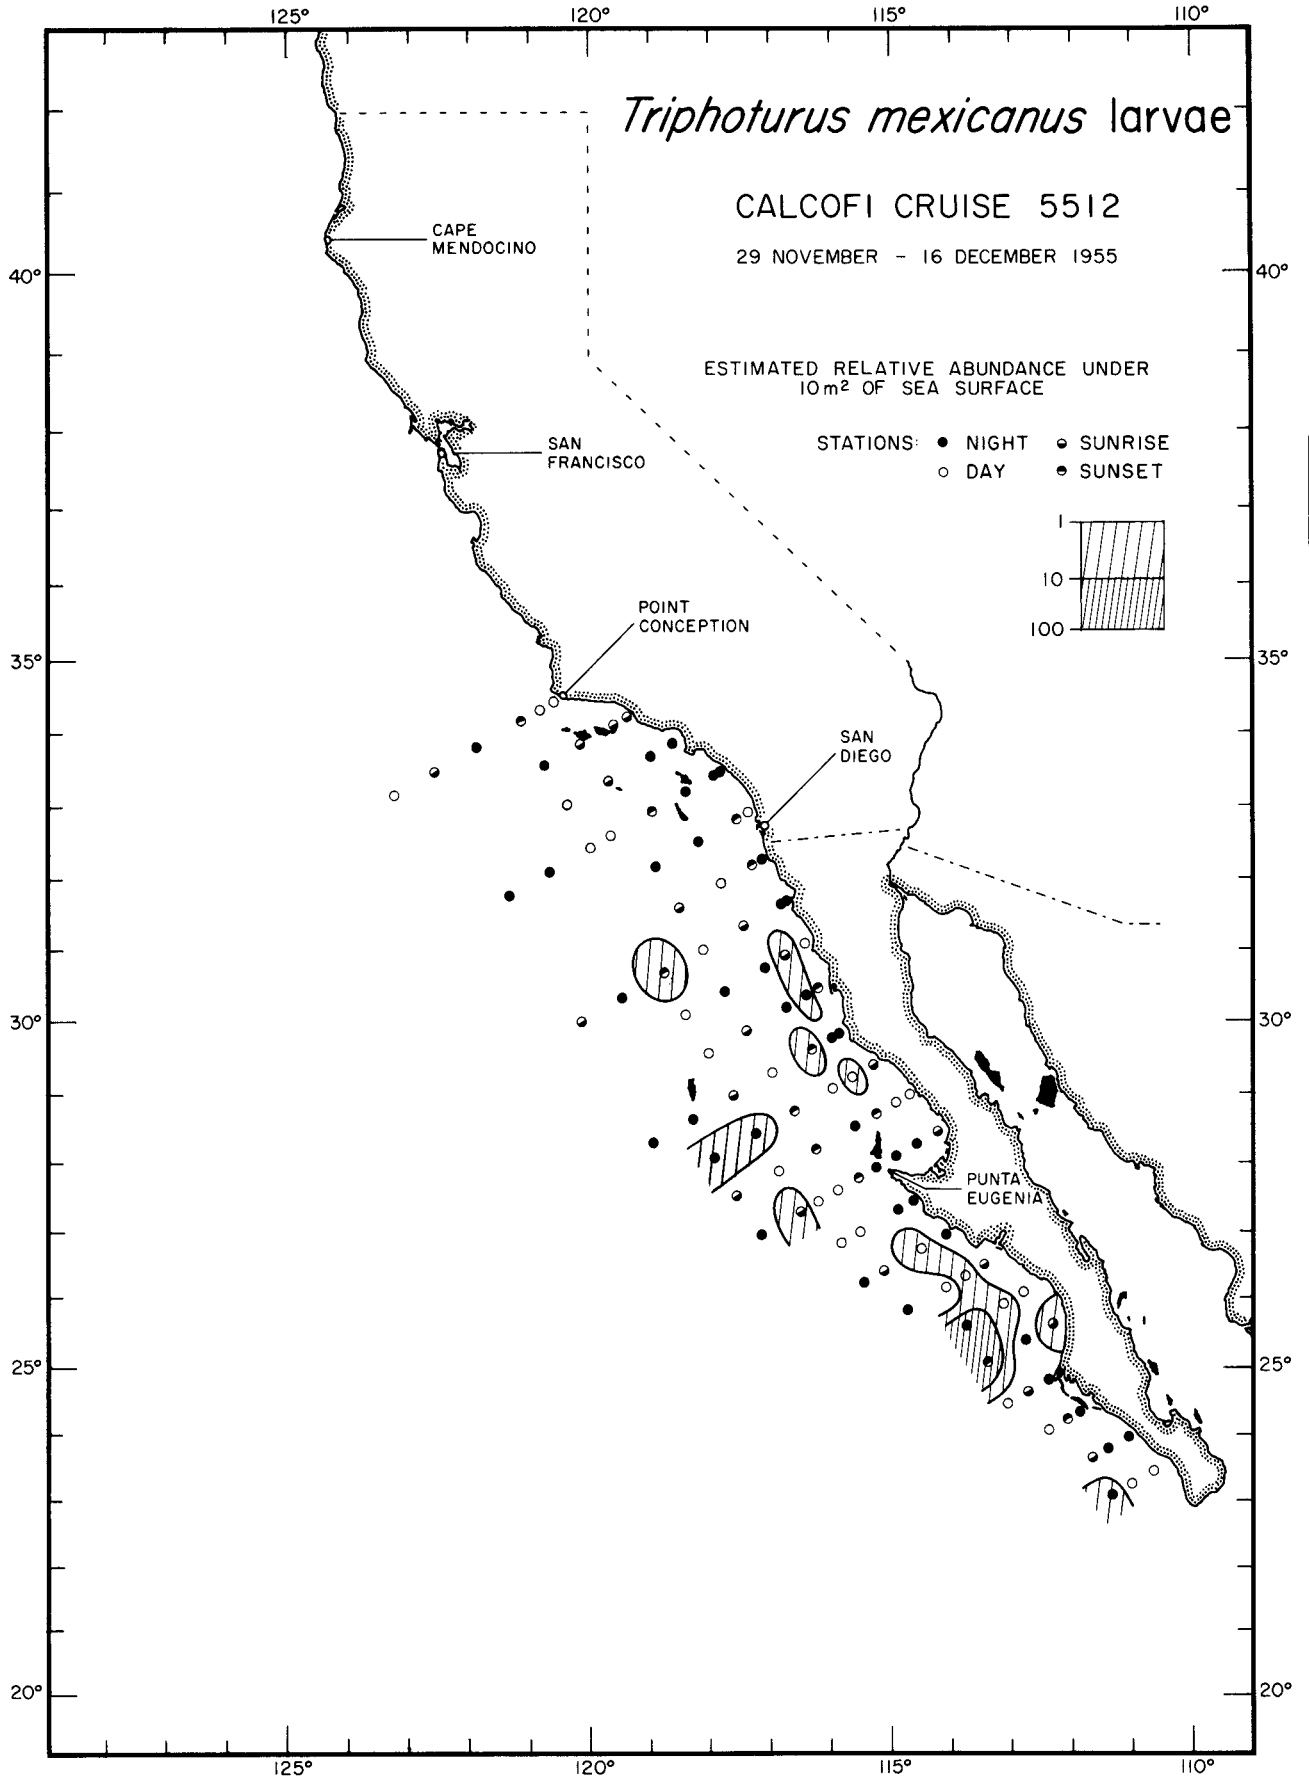 125° 120° 115° 110°
Triphoturus mexicanus larvae
CALCOFI CRUISE 5512
29 NOVEMBER - 16 DECEMBER 1955
CAPE
MENDOCINO
40° 40°
ESTIMATED RELATIVE ABUNDANCE UNDER
10m² OF SEA SURFACE
STATIONS: ● NIGHT ◒ SUNRISE
○ DAY ◓ SUNSET
SAN
FRANCISCO
1
10
100
POINT
CONCEPTION
35° 35°
SAN
DIEGO
30° 30°
PUNTA
EUGENIA
25° 25°
20° 20°
125° 120° 115° 110°